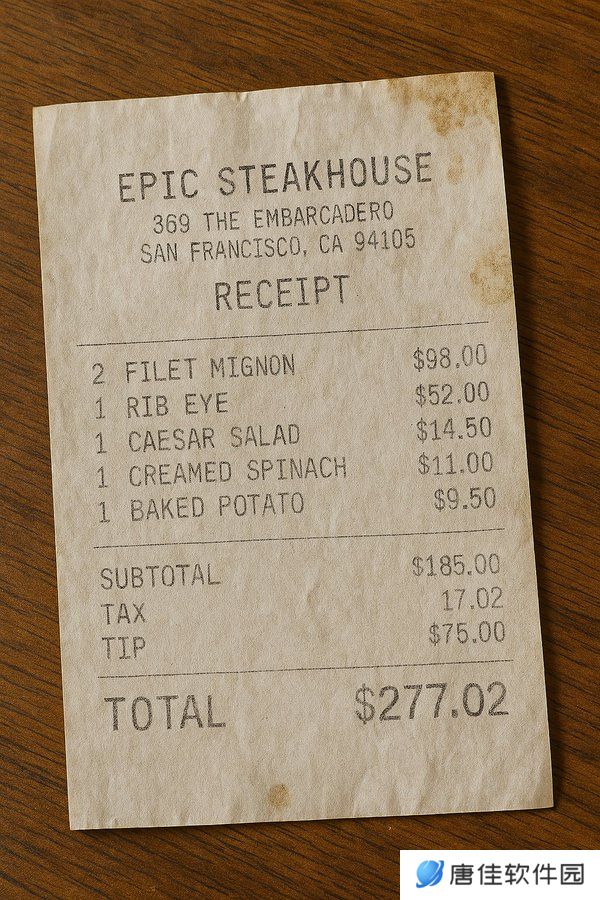 EPIC STEAKHOUSE
369 THE EMBARCADERO
SAN FRANCISCO, CA 94105
RECEIPT
2 FILET MIGNON $98.00
1 RIB EYE $52.00
1 CAESAR SALAD $14.50
1 CREAMED SPINACH $11.00
1 BAKED POTATO $9.50
SUBTOTAL $185.00
TAX 17.02
TIP $75.00
TOTAL $277.02
唐佳软件园